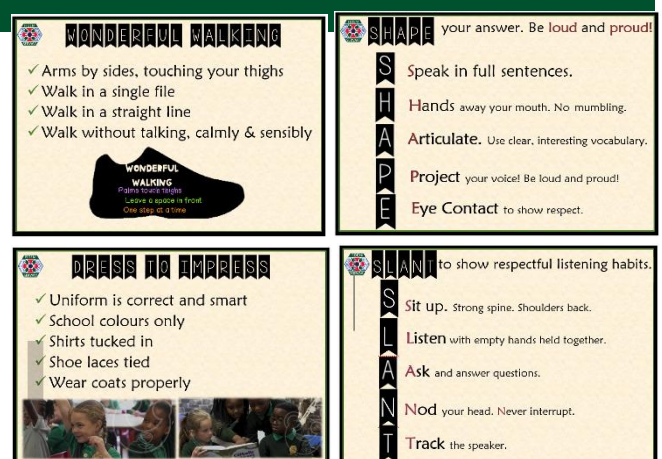 WONDERFUL WALKING
✓ Arms by sides, touching your thighs
✓ Walk in a single file
✓ Walk in a straight line
✓ Walk without talking, calmly & sensibly
WONDERFUL
WALKING
Palms touch thighs
Leave a space in front
One step at a time
SHAPE your answer. Be loud and proud!
S Speak in full sentences.
H Hands away your mouth. No mumbling.
A Articulate. Use clear, interesting vocabulary.
P Project your voice! Be loud and proud!
E Eye Contact to show respect.
DRESS TO IMPRESS
✓ Uniform is correct and smart
✓ School colours only
✓ Shirts tucked in
✓ Shoe laces tied
✓ Wear coats properly
SLANT to show respectful listening habits.
S Sit up. Strong spine. Shoulders back.
L Listen with empty hands held together.
A Ask and answer questions.
N Nod your head. Never interrupt.
T Track the speaker.